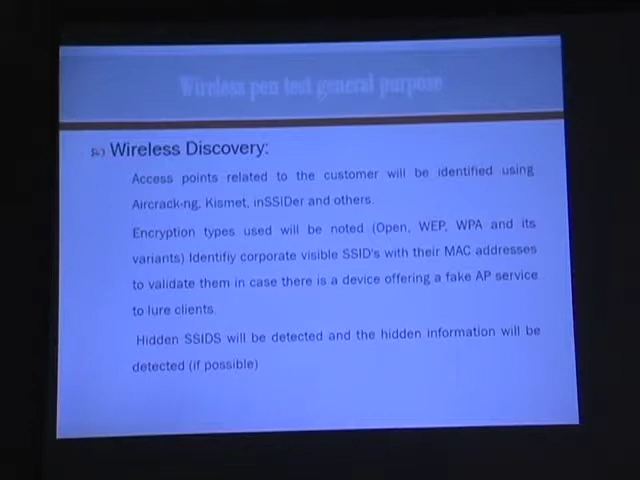 Wireless pen test general purpose
Wireless Discovery:
Access points related to the customer will be identified using
Aircrack-ng, Kismet, inSSIDer and others.
Encryption types used will be noted (Open, WEP, WPA and its
variants) Identifiy corporate visible SSID's with their MAC addresses
to validate them in case there is a device offering a fake AP service
to lure clients.
Hidden SSIDS will be detected and the hidden information will be
detected (if possible)